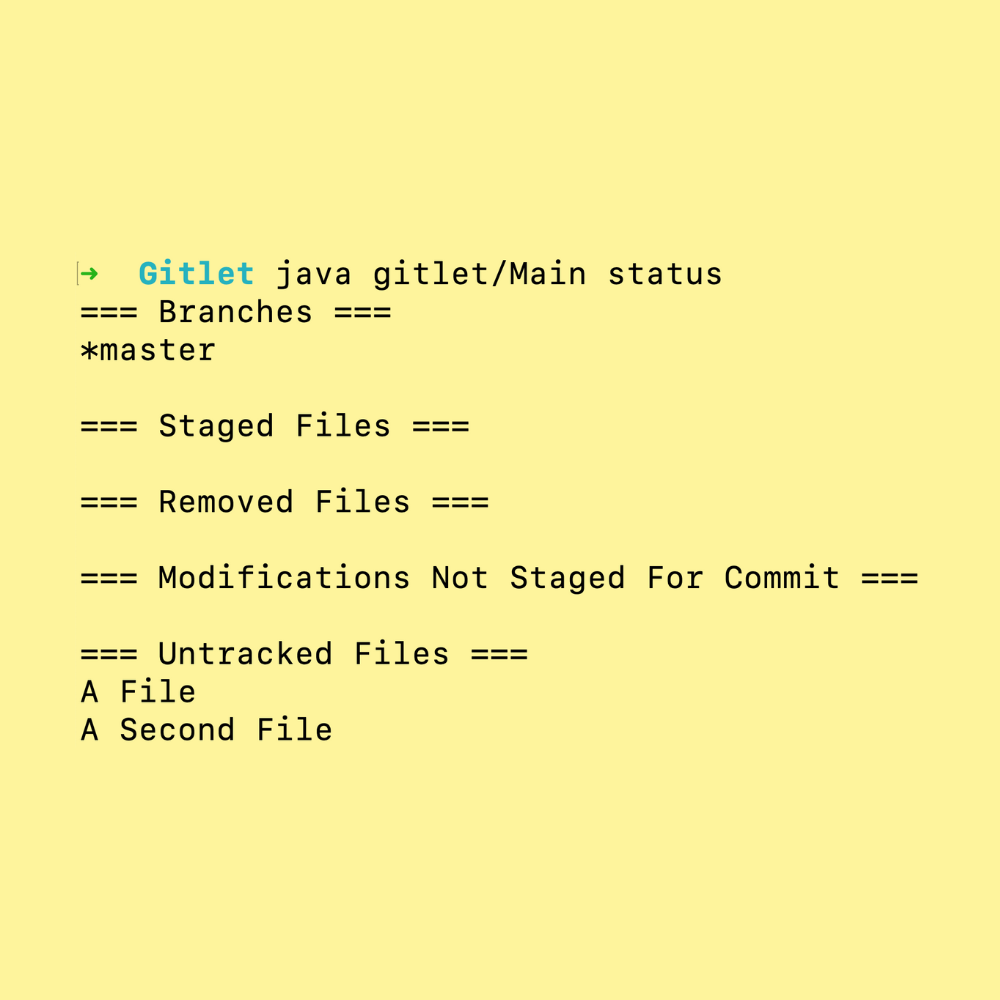 ➜  Gitlet java gitlet/Main status
=== Branches ===
*master
=== Staged Files ===
=== Removed Files ===
=== Modifications Not Staged For Commit ===
=== Untracked Files ===
A File
A Second File